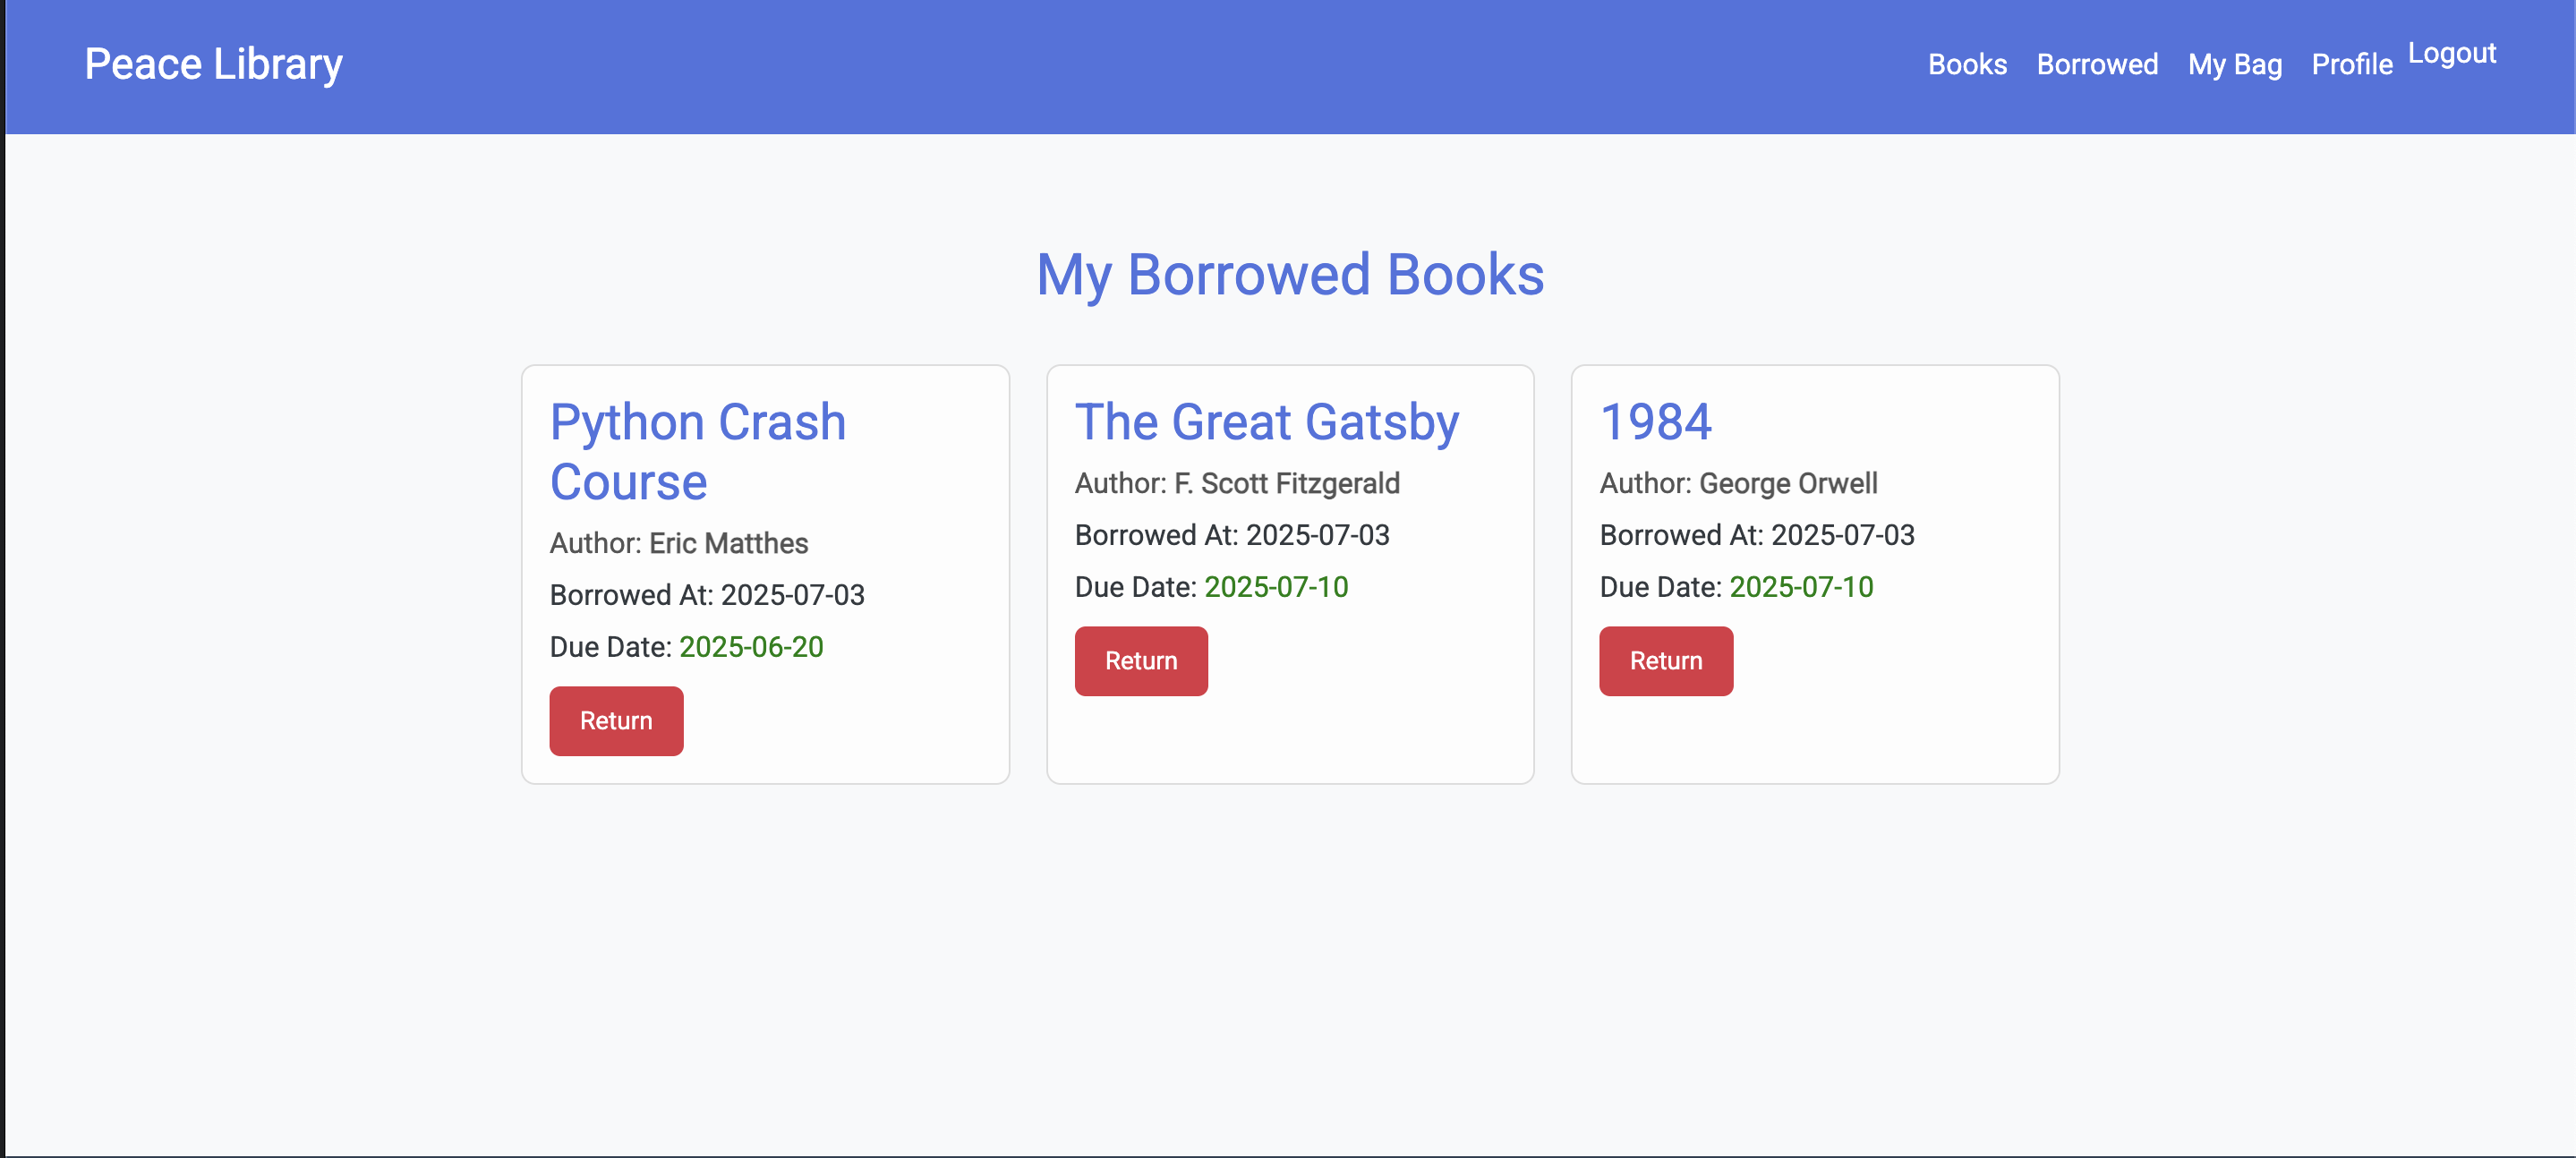 Peace Library
Books Borrowed My Bag Profile Logout
My Borrowed Books
Python Crash
Course
Author: Eric Matthes
Borrowed At: 2025-07-03
Due Date: 2025-06-20
Return
The Great Gatsby
Author: F. Scott Fitzgerald
Borrowed At: 2025-07-03
Due Date: 2025-07-10
Return
1984
Author: George Orwell
Borrowed At: 2025-07-03
Due Date: 2025-07-10
Return